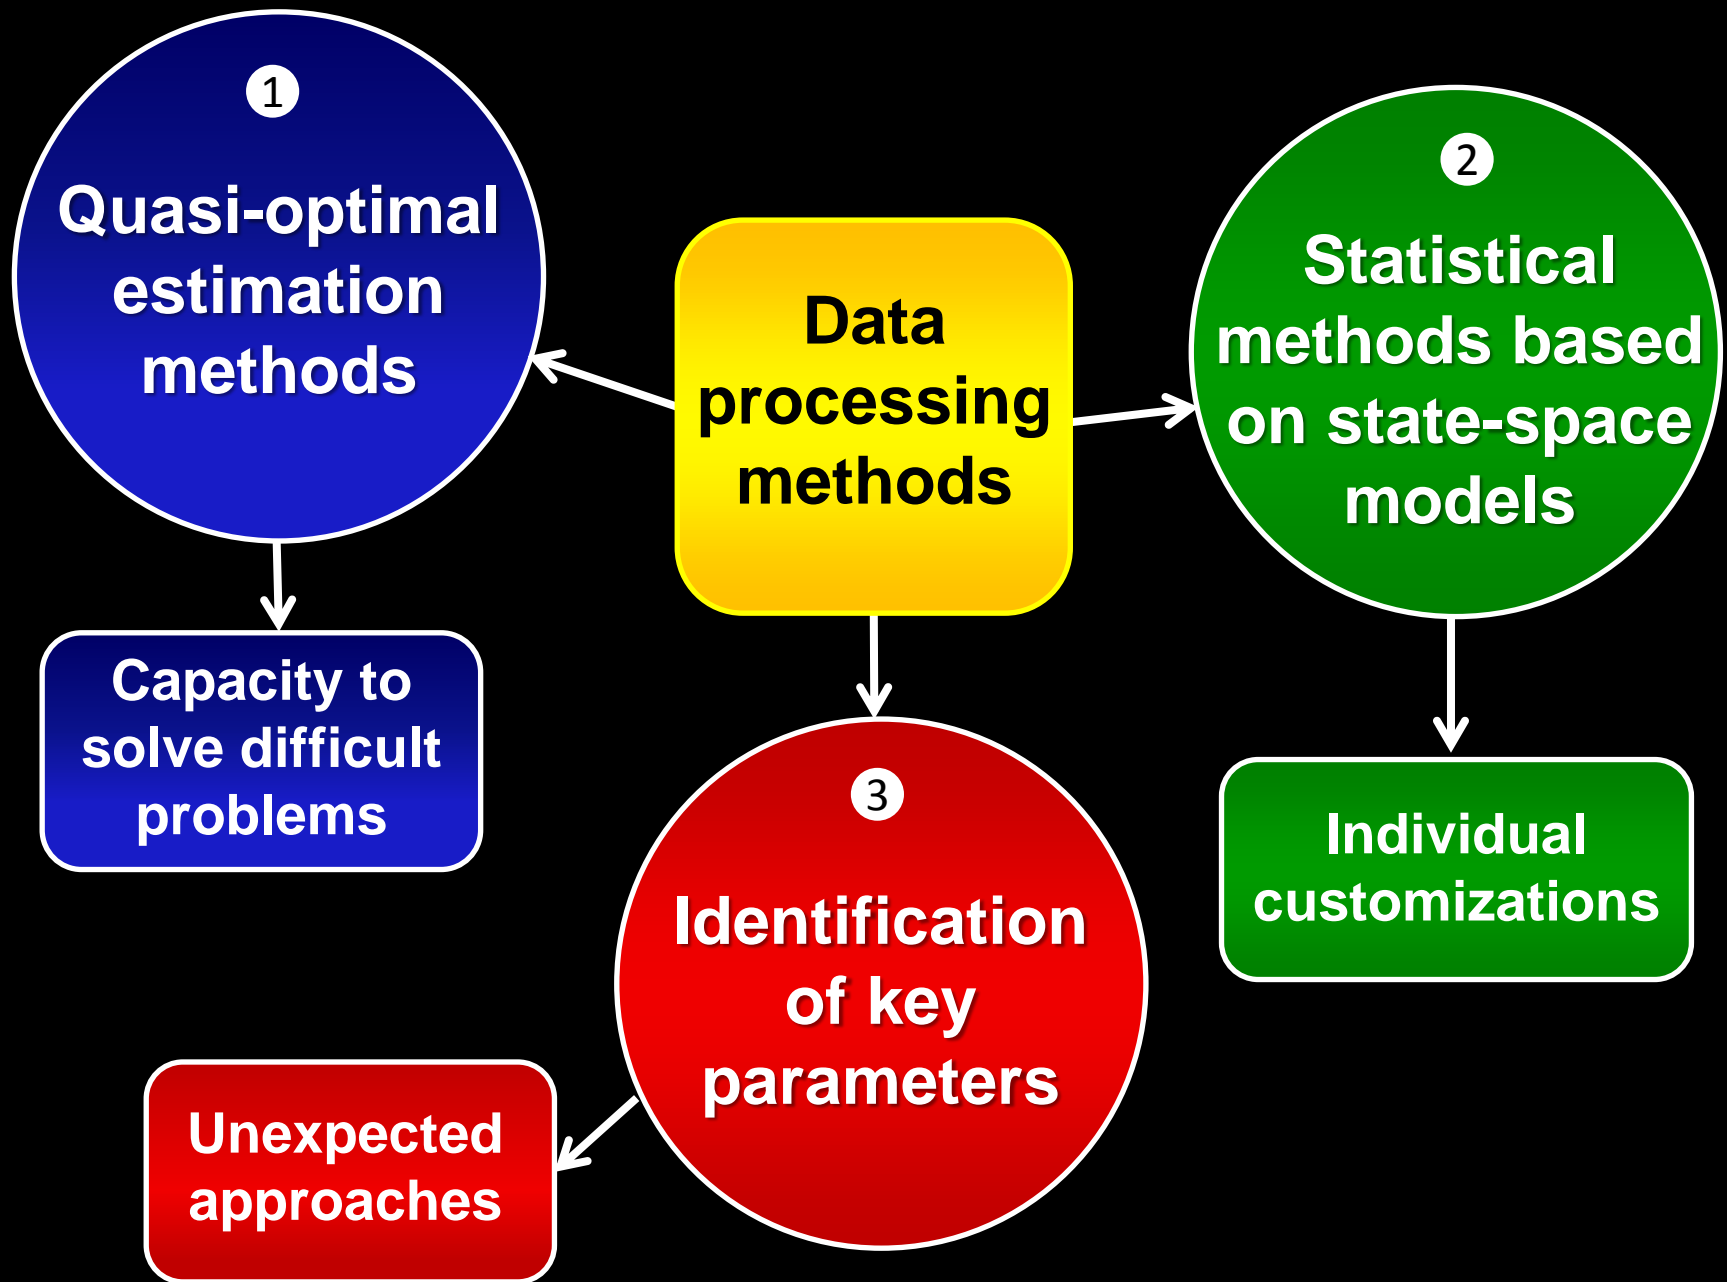 1
Quasi-optimal
estimation
methods
Data
processing
methods
2
Statistical
methods based
on state-space
models
Capacity to
solve difficult
problems
3
Identification
of key
parameters
Individual
customizations
Unexpected
approaches